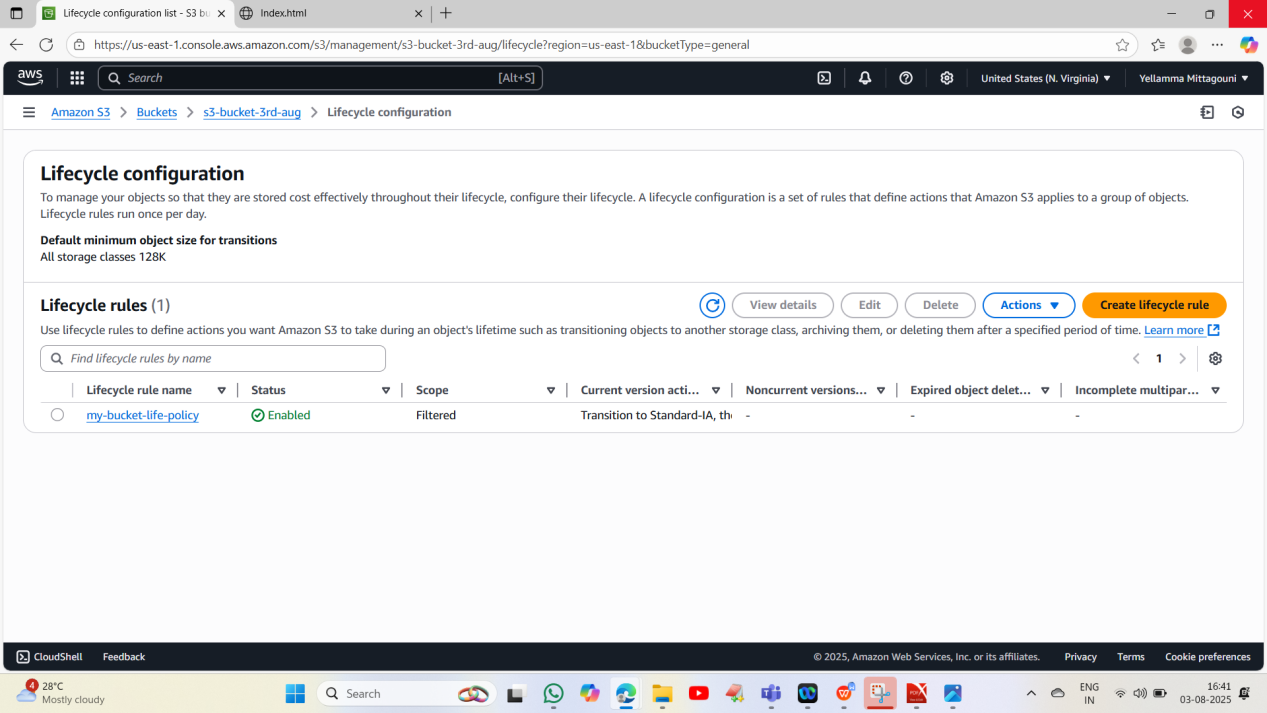 Lifecycle configuration list - S3 bu
Index.html
https://us-east-1.console.aws.amazon.com/s3/management/s3-bucket-3rd-aug/lifecycle?region=us-east-1&bucketType=general
aws
Search [Alt+S]
United States (N. Virginia)
Yellamma Mittagouni
Amazon S3 > Buckets > s3-bucket-3rd-aug > Lifecycle configuration
Lifecycle configuration
To manage your objects so that they are stored cost effectively throughout their lifecycle, configure their lifecycle. A lifecycle configuration is a set of rules that define actions that Amazon S3 applies to a group of objects.
Lifecycle rules run once per day.
Default minimum object size for transitions
All storage classes 128K
Lifecycle rules (1)
View details
Edit
Delete
Actions
Create lifecycle rule
Use lifecycle rules to define actions you want Amazon S3 to take during an object's lifetime such as transitioning objects to another storage class, archiving them, or deleting them after a specified period of time. Learn more
Find lifecycle rules by name
1
Lifecycle rule name
Status
Scope
Current version acti...
Noncurrent versions...
Expired object delet...
Incomplete multipar...
my-bucket-life-policy
Enabled
Filtered
Transition to Standard-IA, the
-
-
-
CloudShell
Feedback
© 2025, Amazon Web Services, Inc. or its affiliates.
Privacy
Terms
Cookie preferences
4
28°C
Mostly cloudy
Search
ENG
IN
16:41
03-08-2025